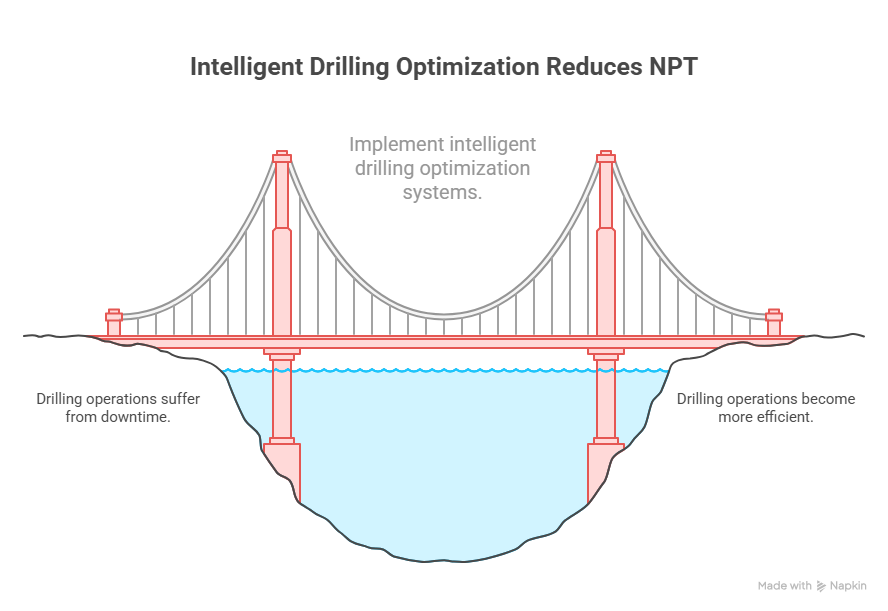 Intelligent Drilling Optimization Reduces NPT
Implement intelligent
drilling optimization
systems.
Drilling operations suffer
from downtime.
Drilling operations become
more efficient.
Made with Napkin